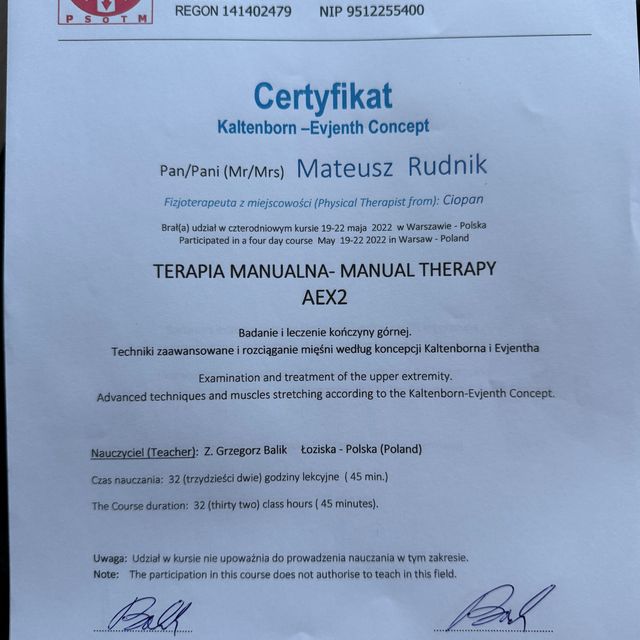 PSOTM
REGON 141402479 NIP 9512255400
Certyfikat
Kaltenborn –Evjenth Concept
Pan/Pani (Mr/Mrs) Mateusz Rudnik
Fizjoterapeuta z miejscowości (Physical Therapist from): Ciopan
Brał(a) udział w czterodniowym kursie 19-22 maja 2022 w Warszawie - Polska
Participated in a four day course May 19-22 2022 in Warsaw - Poland
TERAPIA MANUALNA- MANUAL THERAPY
AEX2
Badanie i leczenie kończyny górnej.
Techniki zaawansowane i rozciąganie mięśni według koncepcji Kaltenborna i Evjentha
Examination and treatment of the upper extremity.
Advanced techniques and muscles stretching according to the Kaltenborn-Evjenth Concept.
Nauczyciel (Teacher): Z. Grzegorz Balik Łoziska - Polska (Poland)
Czas nauczania: 32 (trzydzieści dwie) godziny lekcyjne ( 45 min.)
The Course duration: 32 (thirty two) class hours ( 45 minutes).
Uwaga: Udział w kursie nie upoważnia do prowadzenia nauczania w tym zakresie.
Note: The participation in this course does not authorise to teach in this field.